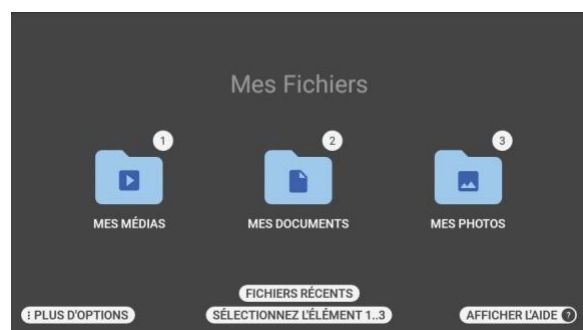 Mes Fichiers
1
2
3
MES MÉDIAS
MES DOCUMENTS
MES PHOTOS
FICHIERS RÉCENTS
⋮ PLUS D'OPTIONS
SÉLECTIONNEZ L'ÉLÉMENT 1..3
AFFICHER L'AIDE ?